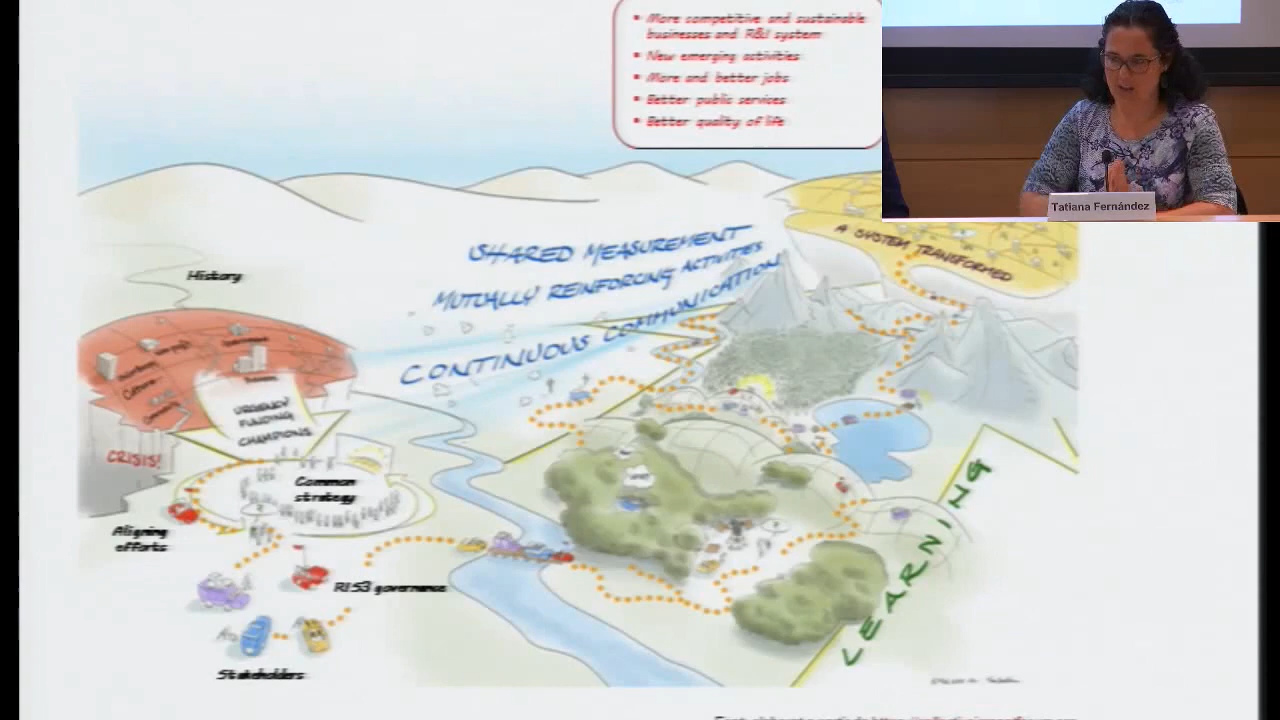 • More competitive and sustainable
businesses and R&I system
• New emerging activities
• More and better jobs
• Better public services
• Better quality of life
Tatiana Fernández
A SYSTEM TRANSFORMED
SHARED MEASUREMENT
MUTUALLY REINFORCING ACTIVITIES
CONTINUOUS COMMUNICATION
History
Culture
URGENCY
FUNDING
CHAMPIONS
CRISIS!
Common
strategy
Aligning
efforts
RIS3 governance
Stakeholders
LEARNING